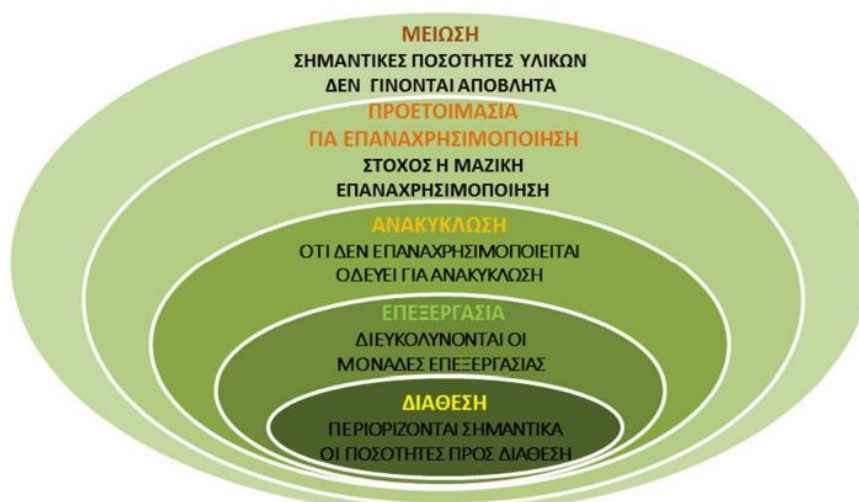 ΜΕΙΩΣΗ
ΣΗΜΑΝΤΙΚΕΣ ΠΟΣΟΤΗΤΕΣ ΥΛΙΚΩΝ
ΔΕΝ ΓΙΝΟΝΤΑΙ ΑΠΟΒΛΗΤΑ
ΠΡΟΕΤΟΙΜΑΣΙΑ
ΓΙΑ ΕΠΑΝΑΧΡΗΣΙΜΟΠΟΙΗΣΗ
ΣΤΟΧΟΣ Η ΜΑΖΙΚΗ
ΕΠΑΝΑΧΡΗΣΙΜΟΠΟΙΗΣΗ
ΑΝΑΚΥΚΛΩΣΗ
ΟΤΙ ΔΕΝ ΕΠΑΝΑΧΡΗΣΙΜΟΠΟΙΕΙΤΑΙ
ΟΔΕΥΕΙ ΓΙΑ ΑΝΑΚΥΚΛΩΣΗ
ΕΠΕΞΕΡΓΑΣΙΑ
ΔΙΕΥΚΟΛΥΝΟΝΤΑΙ ΟΙ
ΜΟΝΑΔΕΣ ΕΠΕΞΕΡΓΑΣΙΑΣ
ΔΙΑΘΕΣΗ
ΠΕΡΙΟΡΙΖΟΝΤΑΙ ΣΗΜΑΝΤΙΚΑ
ΟΙ ΠΟΣΟΤΗΤΕΣ ΠΡΟΣ ΔΙΑΘΕΣΗ